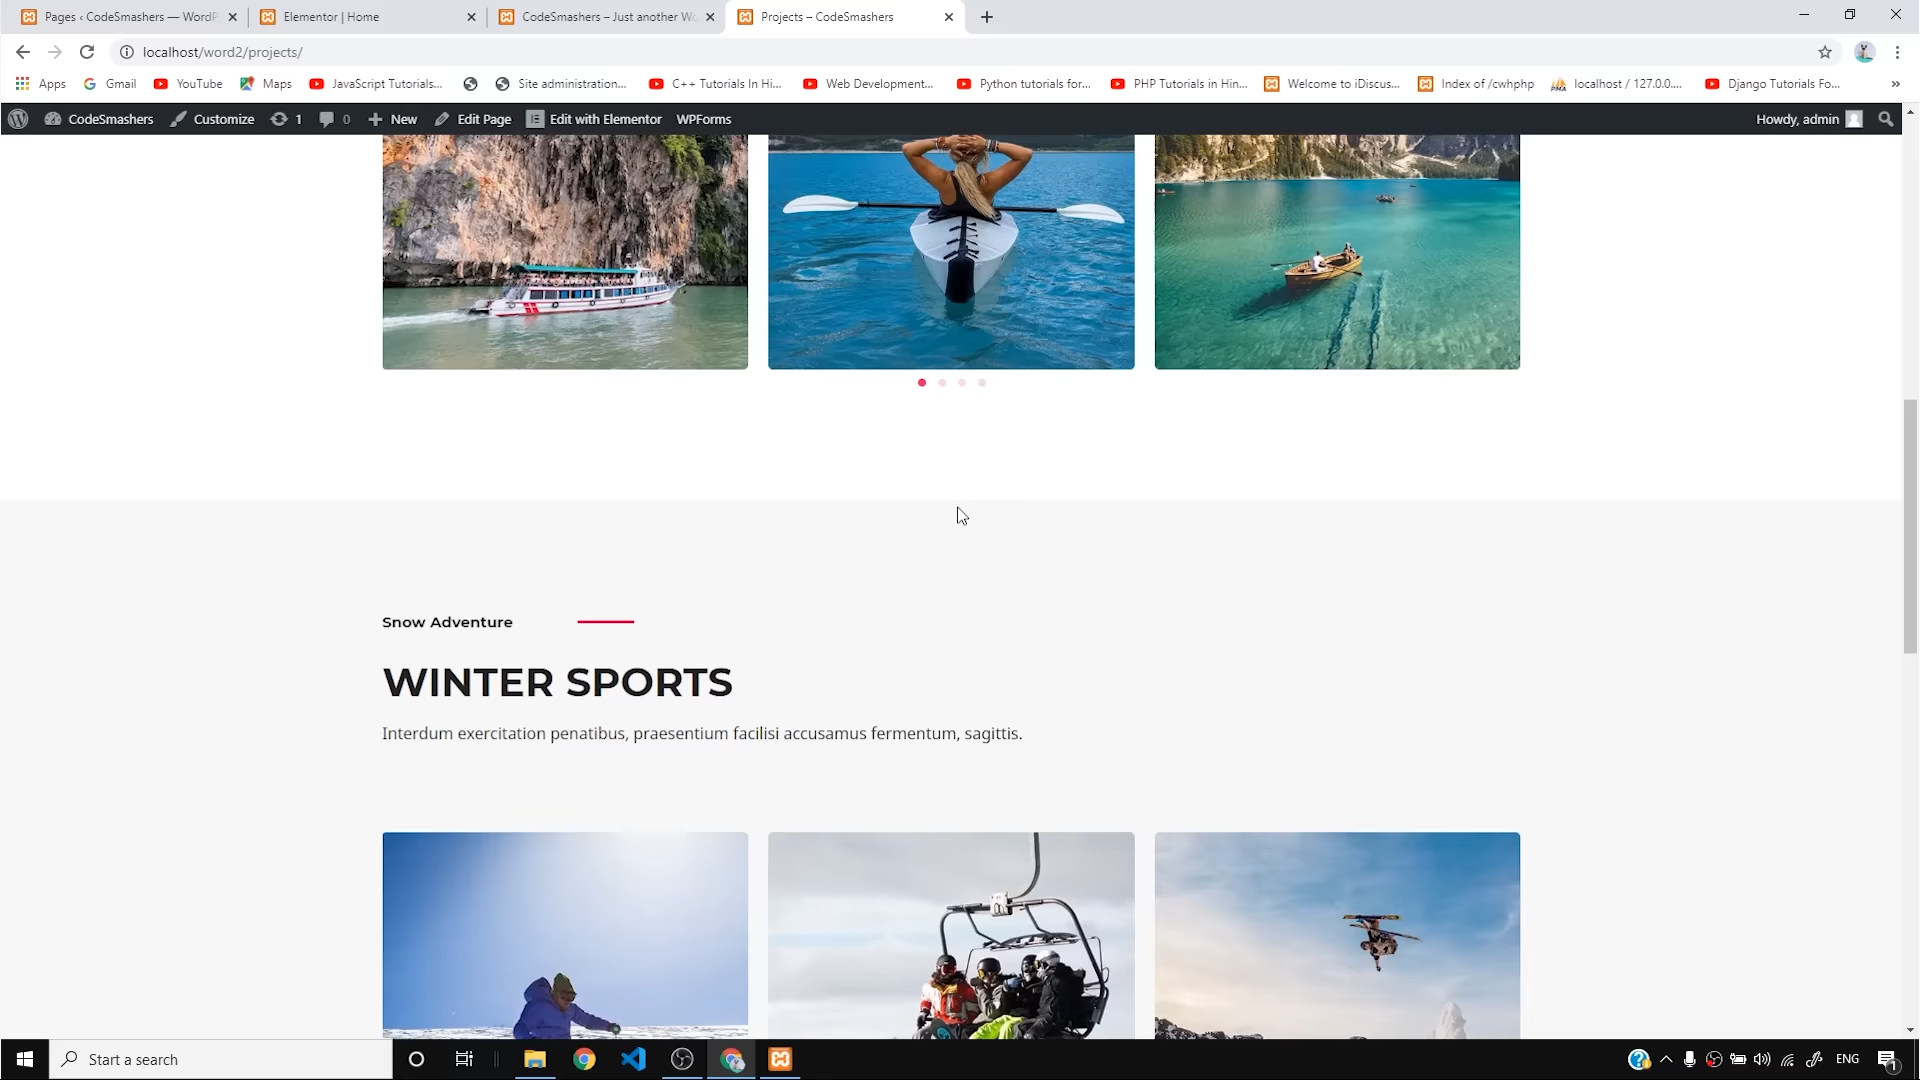 Pages ‹ CodeSmashers — WordP
Elementor | Home
CodeSmashers – Just another Wo
Projects – CodeSmashers
localhost/word2/projects/
Apps
Gmail
YouTube
Maps
JavaScript Tutorials...
Site administration...
C++ Tutorials In Hi...
Web Development...
Python tutorials for...
PHP Tutorials in Hin...
Welcome to iDiscus...
Index of /cwhphp
localhost / 127.0.0....
Django Tutorials Fo...
»
CodeSmashers
Customize
1
0
New
Edit Page
Edit with Elementor
WPForms
Howdy, admin
Snow Adventure
WINTER SPORTS
Interdum exercitation penatibus, praesentium facilisi accusamus fermentum, sagittis.
Start a search
ENG
1